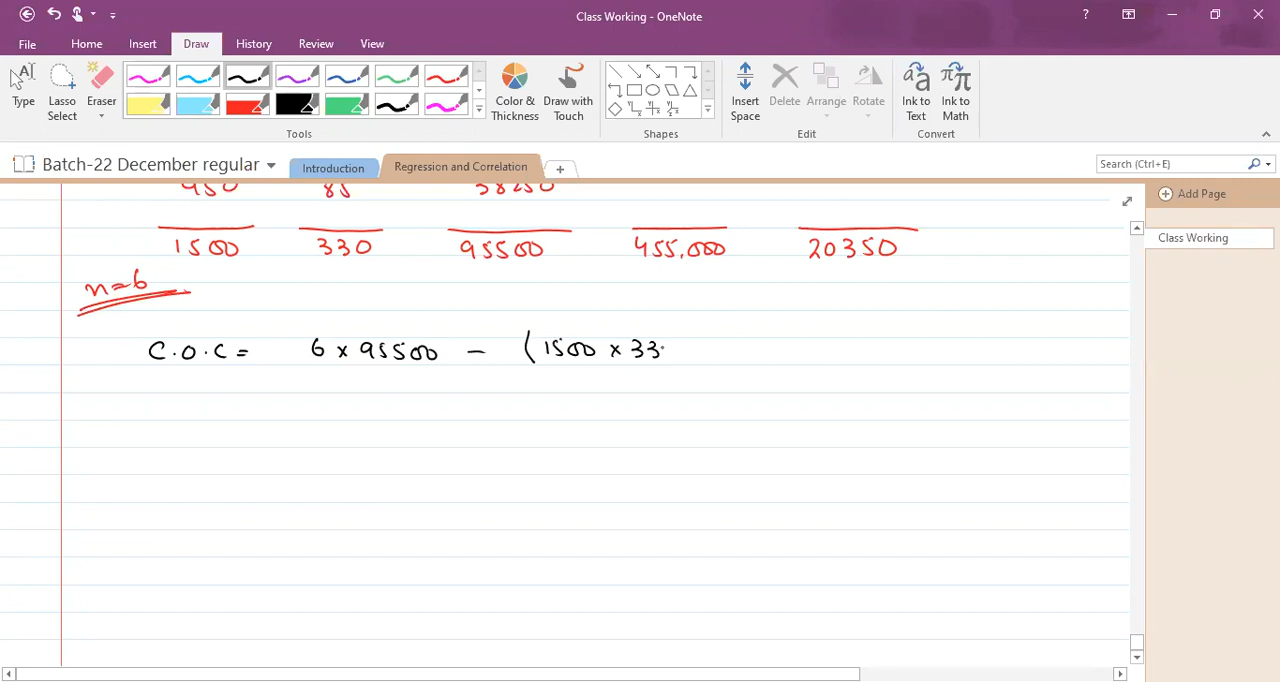 Class Working - OneNote
?
File Home Insert Draw History Review View
Type
Lasso Select
Eraser
Color & Thickness
Draw with Touch
Insert Space
Delete
Arrange
Rotate
Ink to Text
Ink to Math
Tools Shapes Edit Convert
Batch-22 December regular Introduction Regression and Correlation Search (Ctrl+E)
Add Page
Class Working
450 85 38250
1500 330 95500 455,000 20350
n=6
C.O.C = 6 x 95500 - (1500 x 33